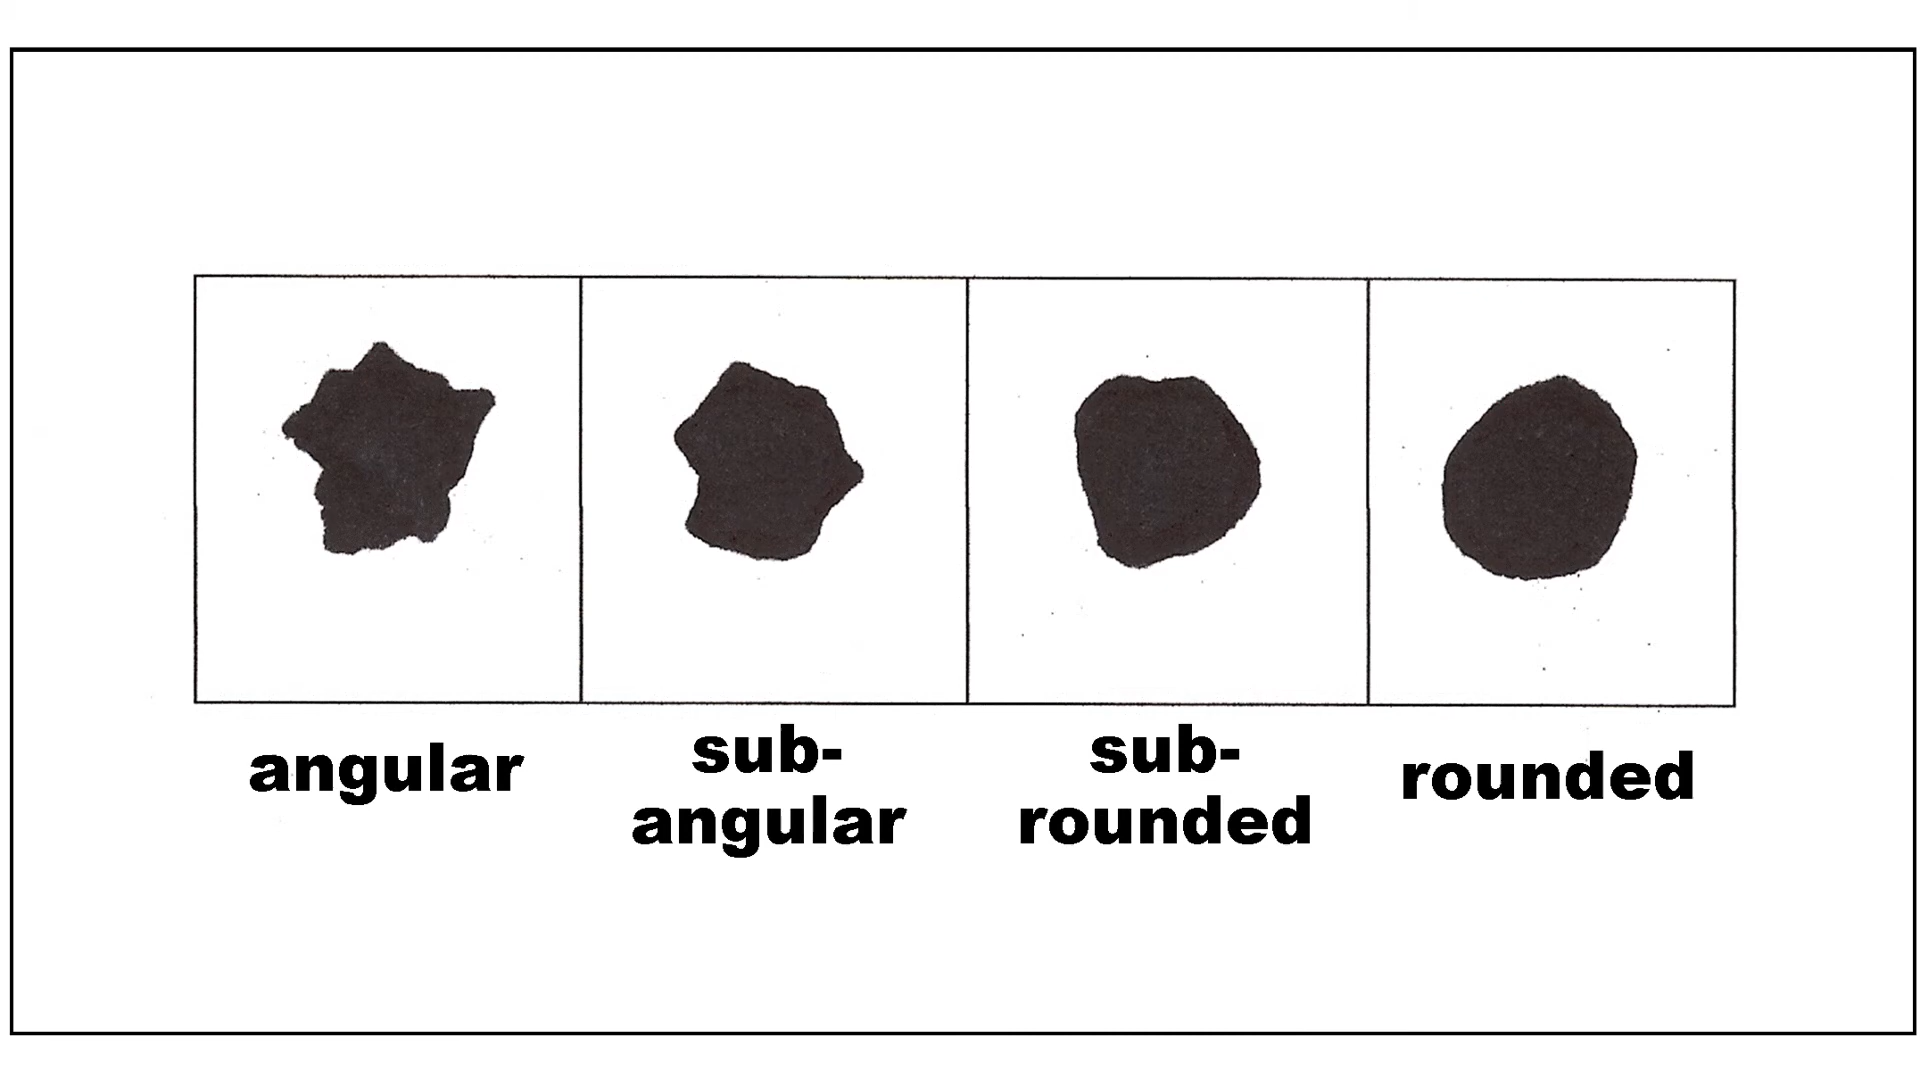 angular
sub-
angular
sub-
rounded
rounded